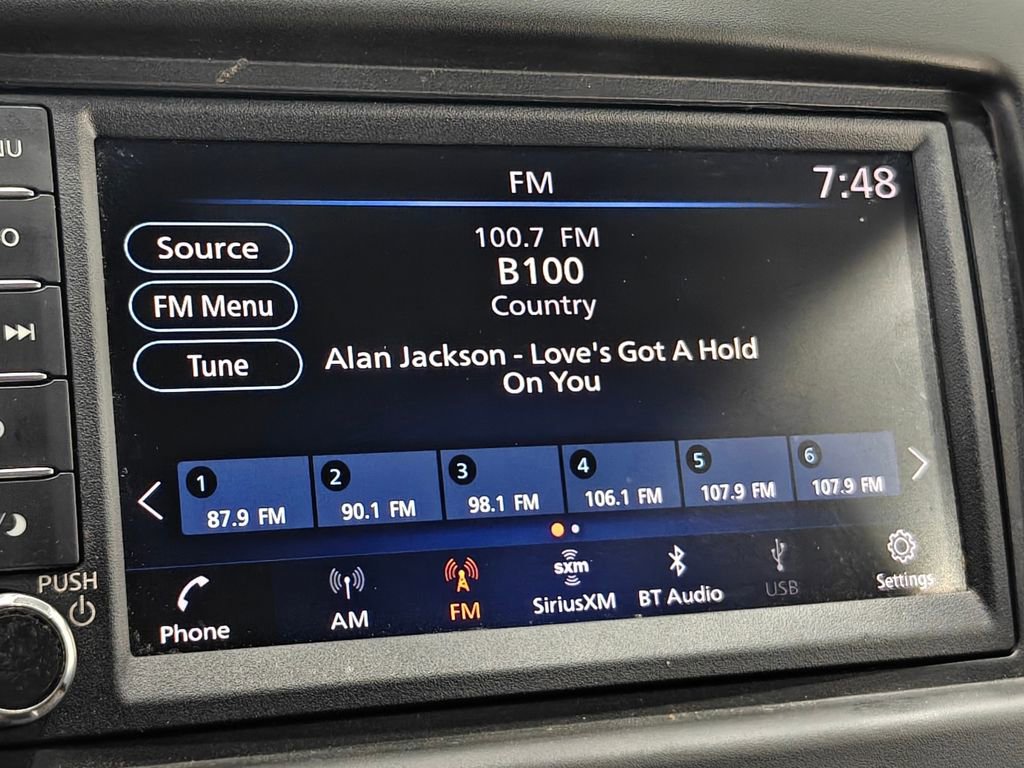 FM
7:48
Source
100.7 FM
B100
FM Menu
Country
Tune
Alan Jackson - Love's Got A Hold
On You
1
87.9 FM
2
90.1 FM
3
98.1 FM
4
106.1 FM
5
107.9 FM
6
107.9 FM
PUSH
Phone
AM
FM
sxm
SiriusXM
BT Audio
USB
Settings